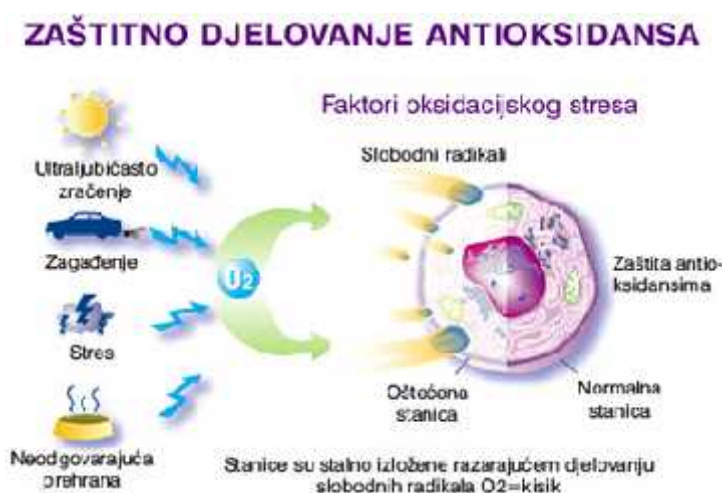 ZAŠTITNO DJELOVANJE ANTIOKSIDANSA
Faktori oksidacijskog stresa
Slobodni radikali
Ultraljubičasto
zračenje
Zagađenje
O2
Zaštita antio-
ksidansima
Stres
Oštećena
stanica
Normalna
stanica
Neodgovarajuća
prehrana
Stanice su stalno izložene razarajućem djelovanju
slobodnih radikala O2=kisik